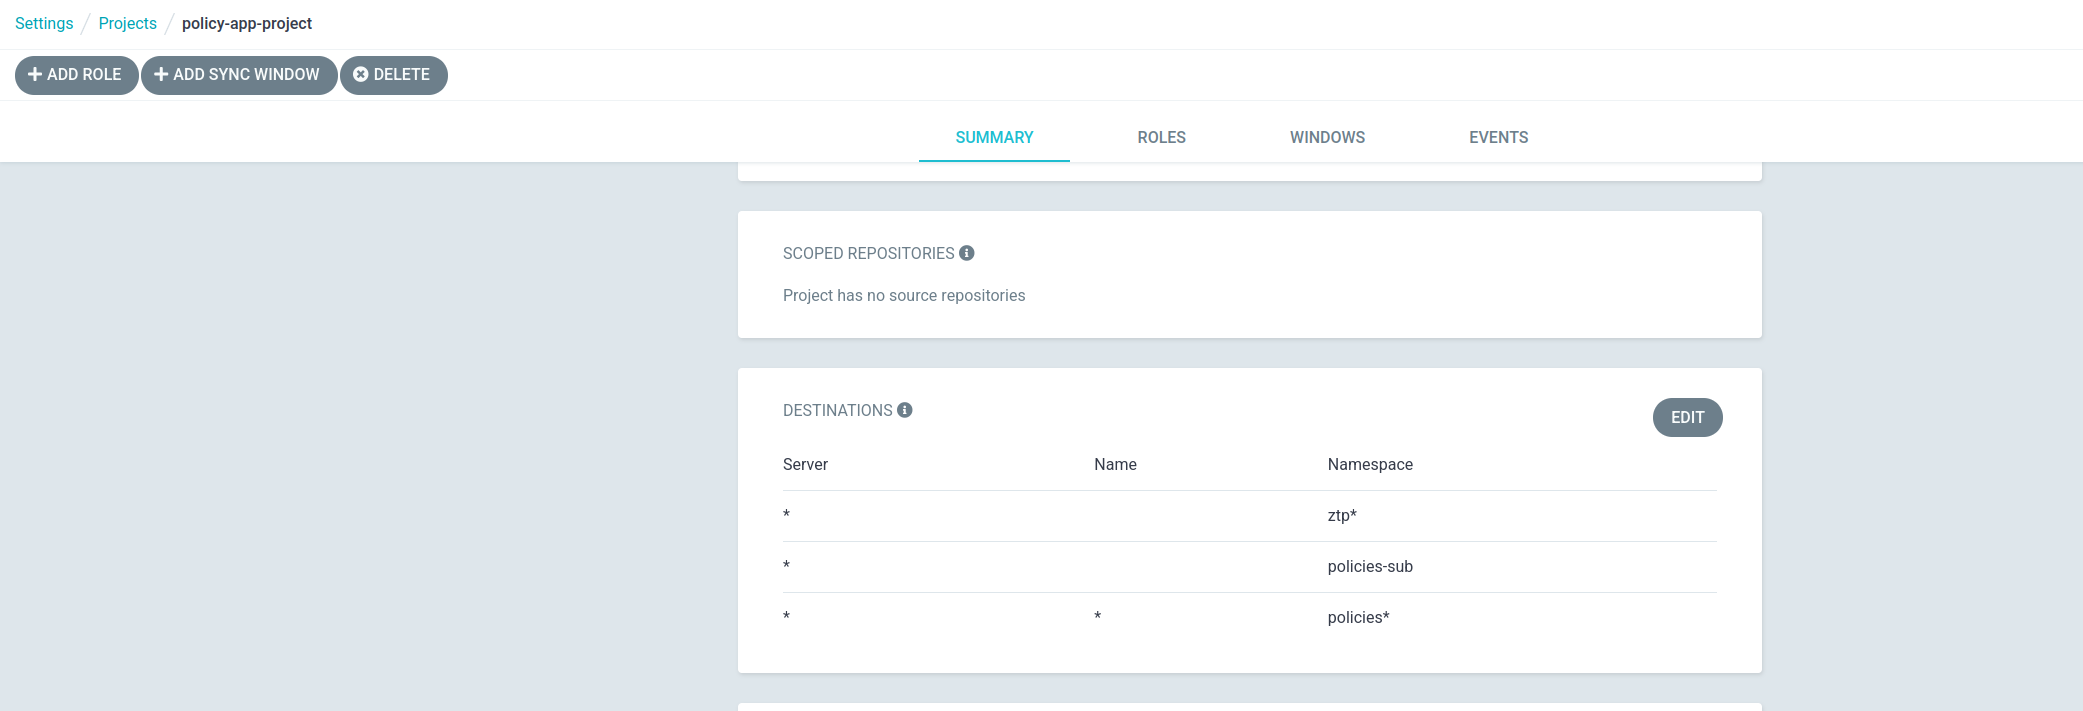 Settings / Projects / policy-app-project
ADD ROLE ADD SYNC WINDOW DELETE
SUMMARY ROLES WINDOWS EVENTS
SCOPED REPOSITORIES
Project has no source repositories
DESTINATIONS
EDIT
Server Name Namespace
* ztp*
* policies-sub
* * policies*